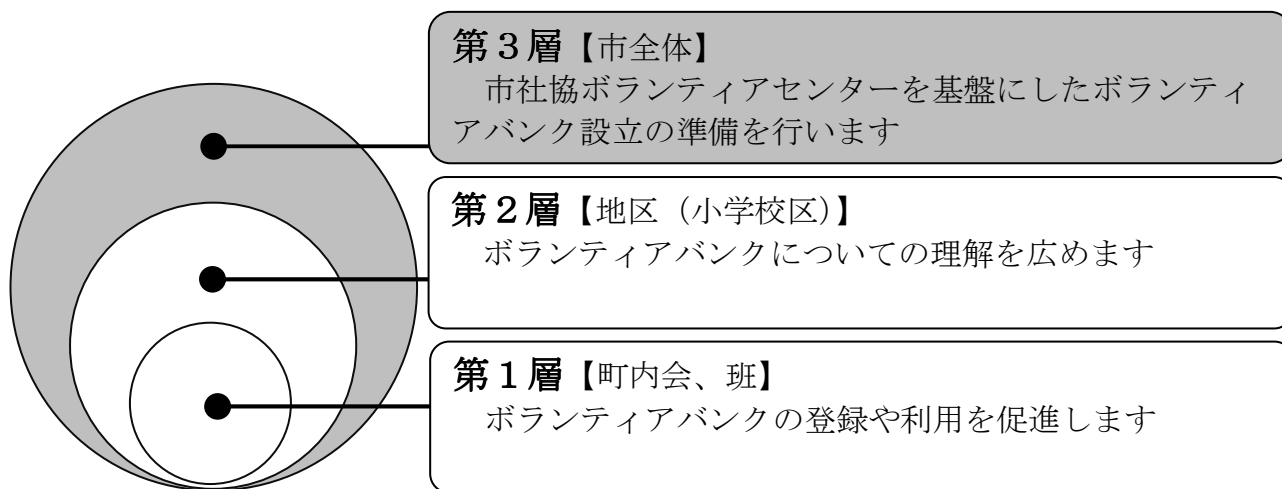 第３層【市全体】
市社協ボランティアセンターを基盤にしたボランティ
アバンク設立の準備を行います
第２層【地区（小学校区）】
ボランティアバンクについての理解を広めます
第１層【町内会、班】
ボランティアバンクの登録や利用を促進します